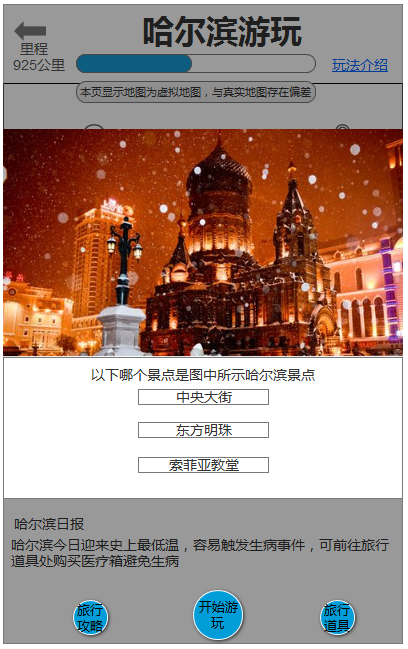 哈尔滨游玩
里程
925公里
玩法介绍
本页显示地图为虚拟地图，与真实地图存在偏差
以下哪个景点是图中所示哈尔滨景点
中央大街
东方明珠
索菲亚教堂
哈尔滨日报
哈尔滨今日迎来史上最低温，容易触发生病事件，可前往旅行
道具处购买医疗箱避免生病
旅行
攻略
开始游
玩
旅行
道具